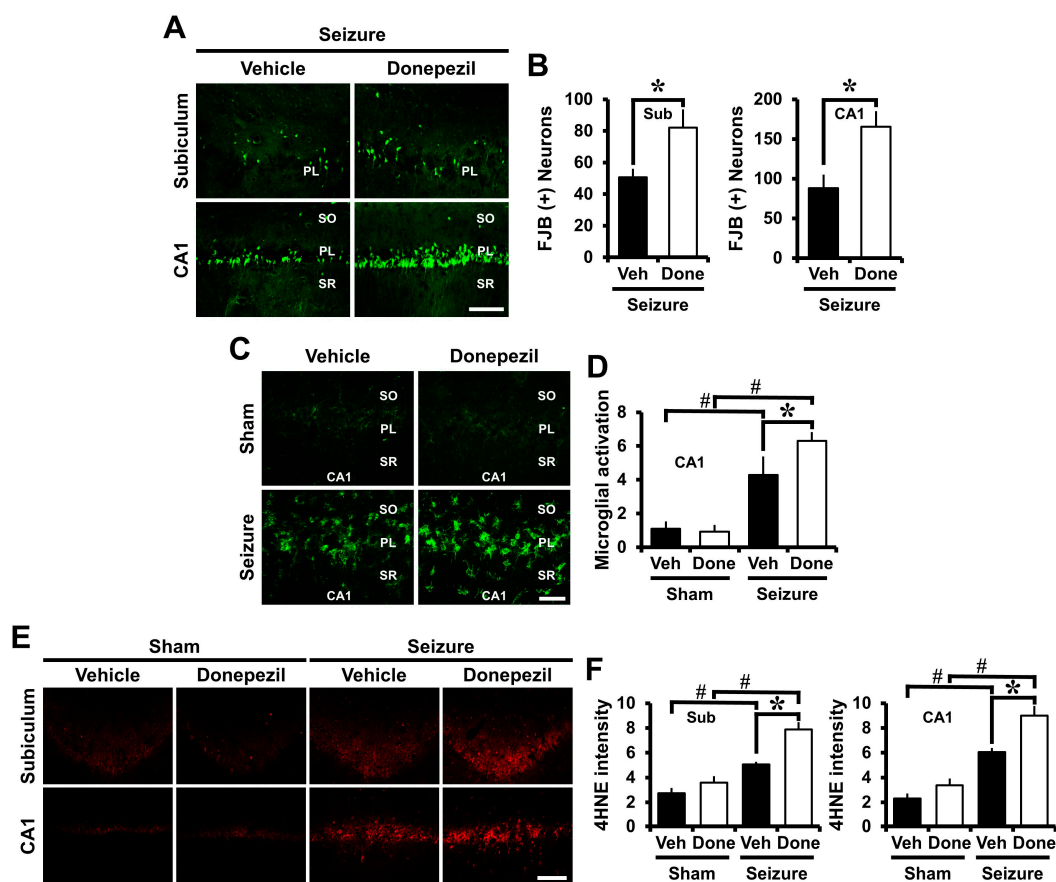 A
Seizure
Vehicle Donepezil
Subiculum
PL
PL
CA1
SO
PL
SR
SO
PL
SR
B
FJB (+) Neurons
100
80
60
40
20
0
*
Sub
Veh Done
Seizure
FJB (+) Neurons
200
150
100
50
0
*
CA1
Veh Done
Seizure
C
Vehicle Donepezil
Sham
SO
PL
SR
CA1
SO
PL
SR
CA1
Seizure
SO
PL
SR
CA1
SO
PL
SR
CA1
D
Microglial activation
8
6
4
2
0
#
#
*
CA1
Veh Done Veh Done
Sham Seizure
E
Sham Seizure
Vehicle Donepezil Vehicle Donepezil
Subiculum
CA1
F
4HNE intensity
10
8
6
4
2
0
#
#
*
Sub
Veh Done Veh Done
Sham Seizure
4HNE intensity
10
8
6
4
2
0
#
#
*
CA1
Veh Done Veh Done
Sham Seizure